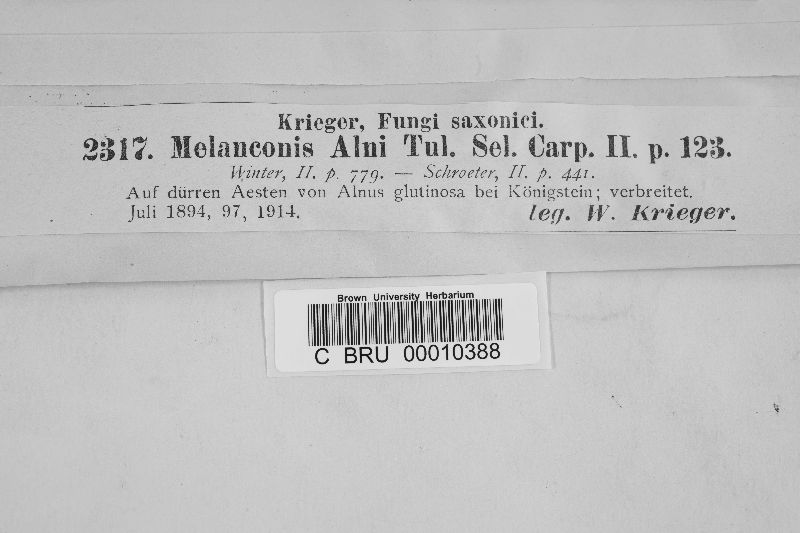 Krieger, Fungi saxonici.
2317. Melanconis Alni Tul. Sel. Carp. II. p. 123.
Winter, II. p. 779. — Schroeter, II. p. 441.
Auf dürren Aesten von Alnus glutinosa bei Königstein; verbreitet.
Juli 1894, 97, 1914. leg. W. Krieger.
Brown University Herbarium
C BRU 00010388